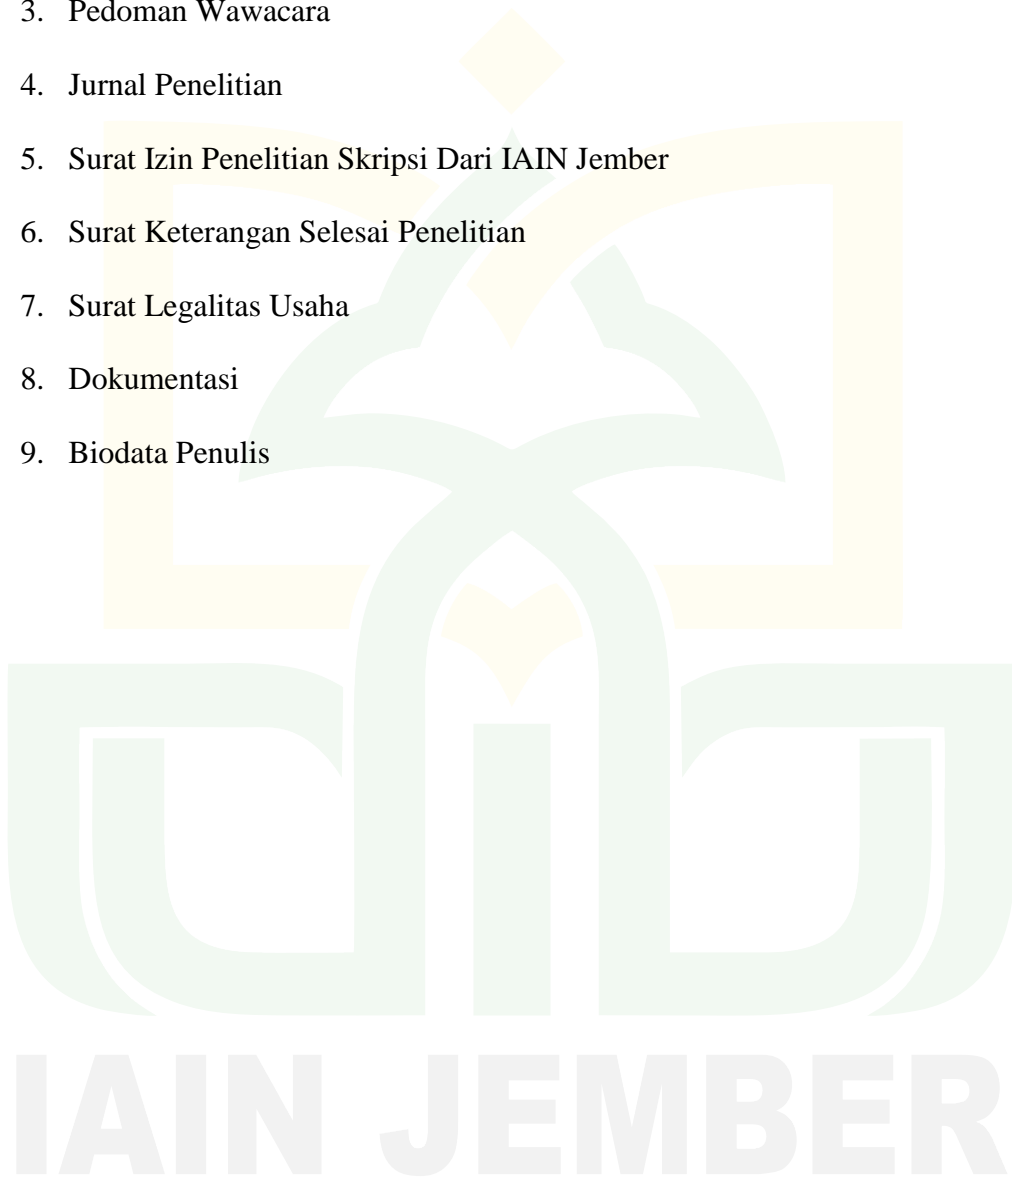 3. Pedoman Wawacara
4. Jurnal Penelitian
5. Surat Izin Penelitian Skripsi Dari IAIN Jember
6. Surat Keterangan Selesai Penelitian
7. Surat Legalitas Usaha
8. Dokumentasi
9. Biodata Penulis
IAIN JEMBER